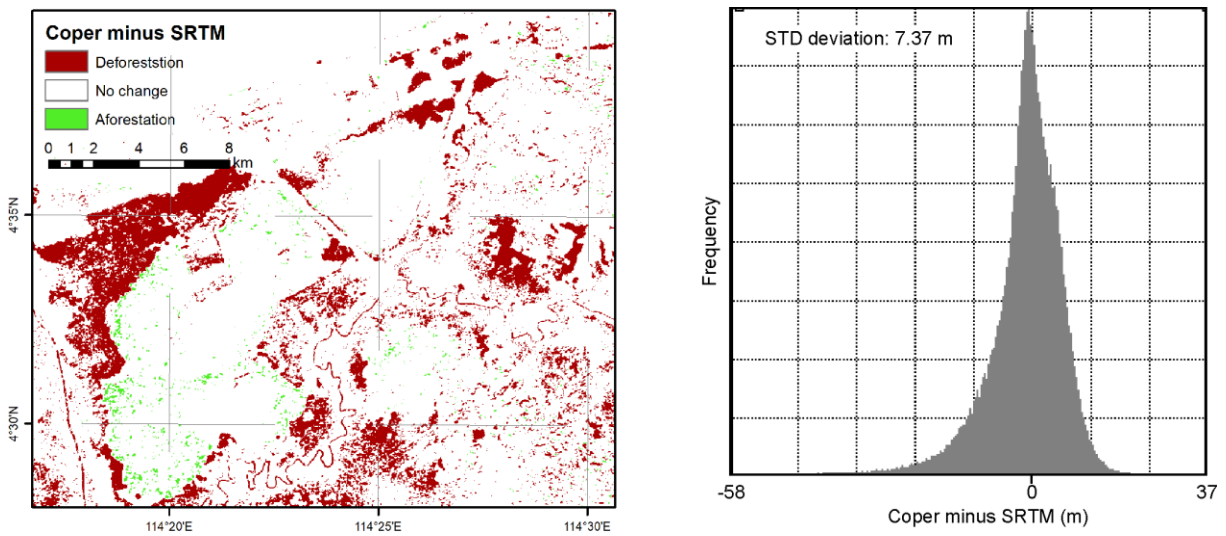 Coper minus SRTM
Deforeststion
No change
Aforestation
0 1 2 4 6 8
km
4°35'N
4°30'N
114°20'E 114°25'E 114°30'E
STD deviation: 7.37 m
Frequency
-58 0 37
Coper minus SRTM (m)